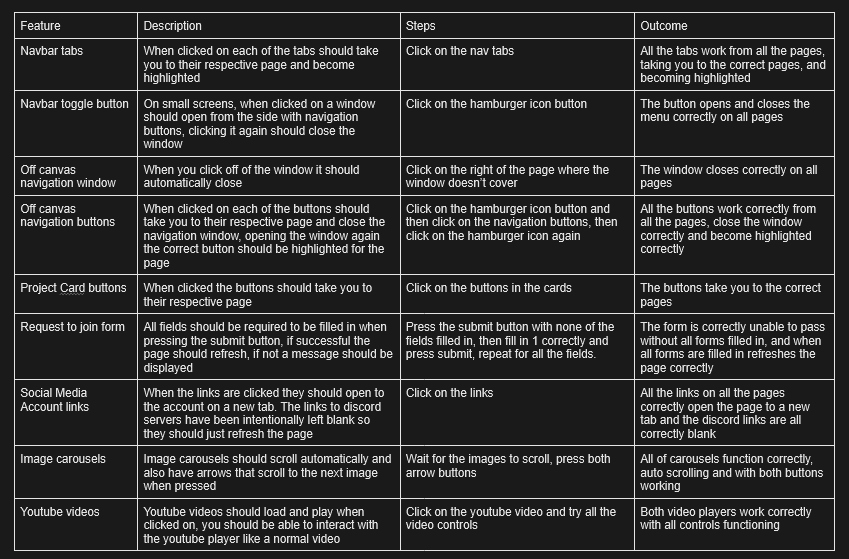 Feature Description Steps Outcome
Navbar tabs
When clicked on each of the tabs should take
you to their respective page and become
highlighted
Click on the nav tabs
All the tabs work from all the pages,
taking you to the correct pages, and
becoming highlighted
Navbar toggle button
On small screens, when clicked on a window
should open from the side with navigation
buttons, clicking it again should close the
window
Click on the hamburger icon button
The button opens and closes the
menu correctly on all pages
Off canvas
navigation window
When you click off of the window it should
automatically close
Click on the right of the page where the
window doesn't cover
The window closes correctly on all
pages
Off canvas
navigation buttons
When clicked on each of the buttons should
take you to their respective page and close the
navigation window, opening the window again
the correct button should be highlighted for the
page
Click on the hamburger icon button and
then click on the navigation buttons, then
click on the hamburger icon again
All the buttons work correctly from
all the pages, close the window
correctly and become highlighted
correctly
Project Card buttons
When clicked the buttons should take you to
their respective page
Click on the buttons in the cards
The buttons take you to the correct
pages
Request to join form
All fields should be required to be filled in when
pressing the submit button, if successful the
page should refresh, if not a message should be
displayed
Press the submit button with none of the
fields filled in, then fill in 1 correctly and
press submit, repeat for all the fields.
The form is correctly unable to pass
without all forms filled in, and when
all forms are filled in refreshes the
page correctly
Social Media
Account links
When the links are clicked they should open to
the account on a new tab. The links to discord
servers have been intentionally left blank so
they should just refresh the page
Click on the links
All the links on all the pages
correctly open the page to a new
tab and the discord links are all
correctly blank
Image carousels
Image carousels should scroll automatically and
also have arrows that scroll to the next image
when pressed
Wait for the images to scroll, press both
arrow buttons
All of carousels function correctly,
auto scrolling and with both buttons
working
Youtube videos
Youtube videos should load and play when
clicked on, you should be able to interact with
the youtube player like a normal video
Click on the youtube video and try all the
video controls
Both video players work correctly
with all controls functioning